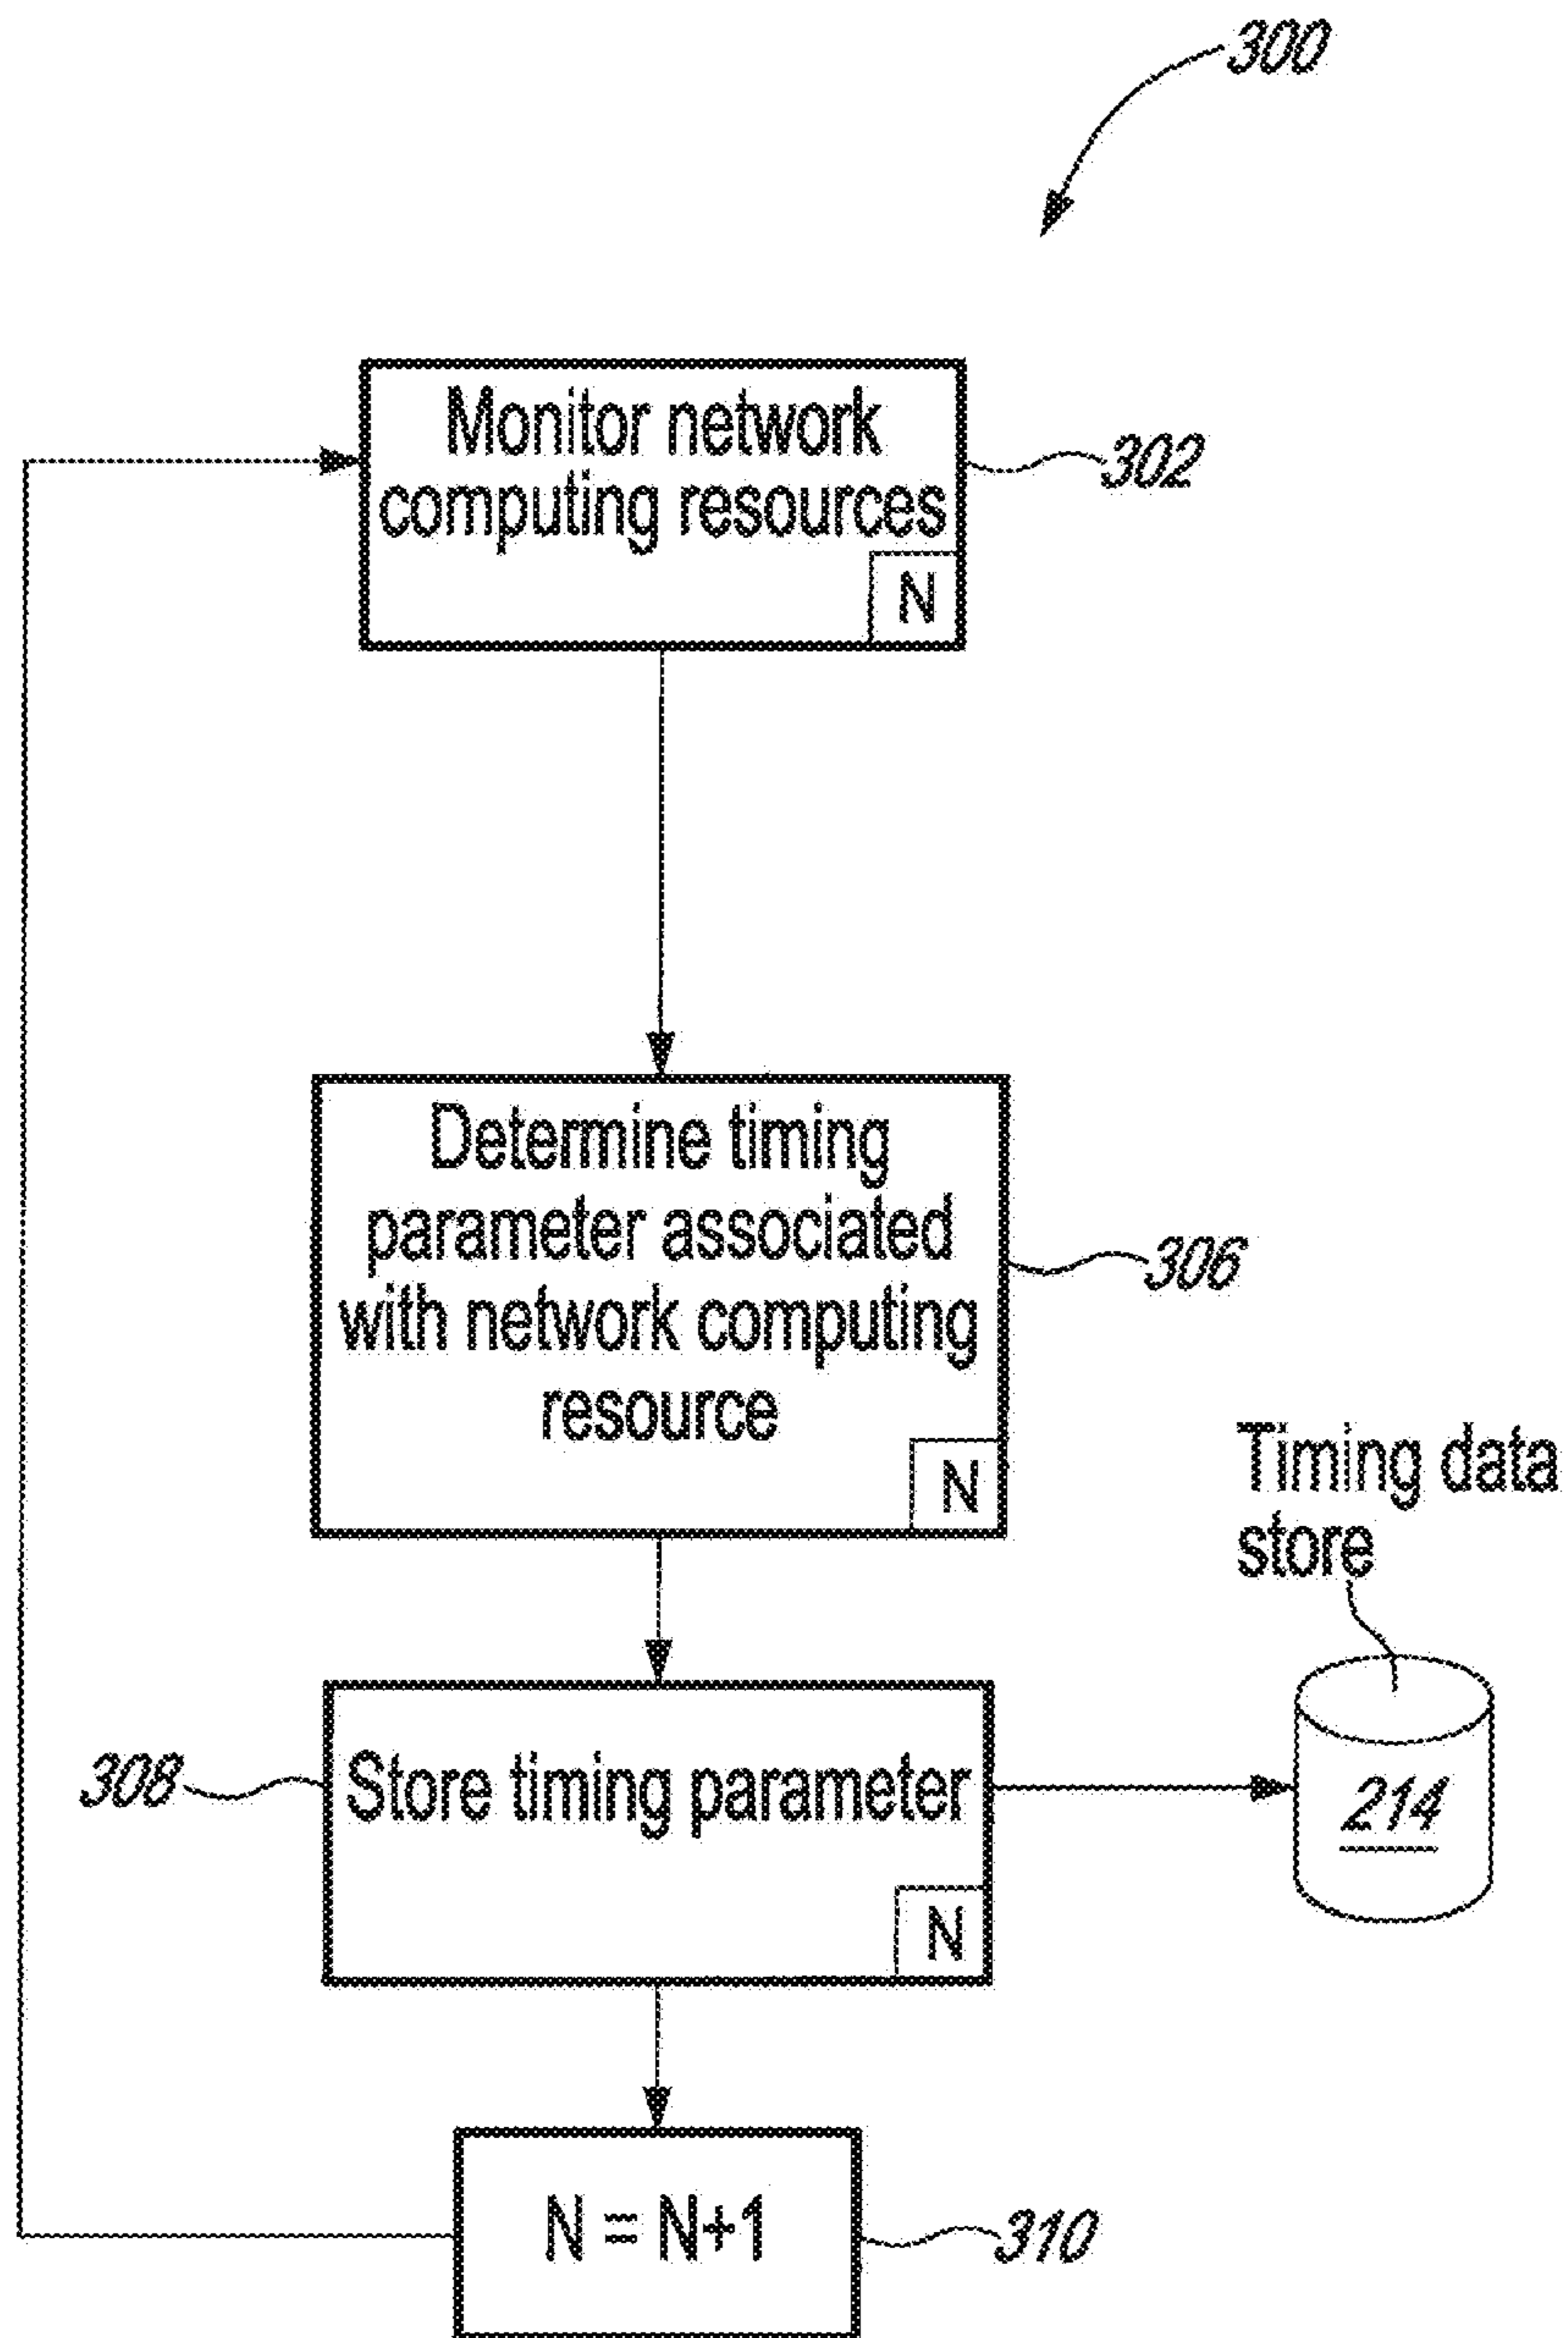 300
Monitor network
computing resources
N
302
Determine timing
parameter associated
with network computing
resource
N
306
Timing data
store
308
Store timing parameter
N
214
N = N+1
310